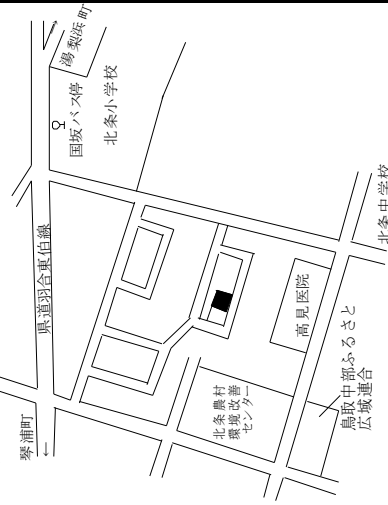 湯梨浜町
国坂バス停
北条小学校
県道羽合東伯線
琴浦町
北条農村
環境改善
センター
高見医院
鳥取中部ふるさと
広域連合
北条中学校